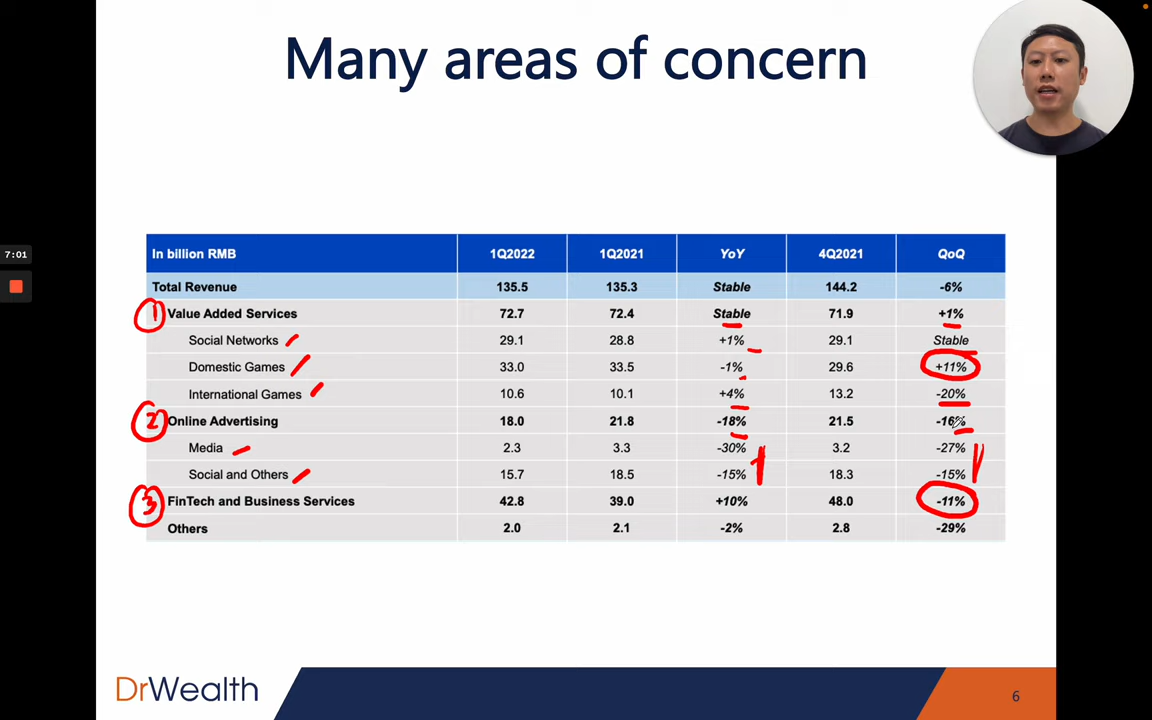 Many areas of concern
7:01
In billion RMB 1Q2022 1Q2021 YoY 4Q2021 QoQ
Total Revenue 135.5 135.3 Stable 144.2 -6%
1 Value Added Services 72.7 72.4 Stable 71.9 +1%
Social Networks 29.1 28.8 +1% 29.1 Stable
Domestic Games 33.0 33.5 -1% 29.6 +11%
International Games 10.6 10.1 +4% 13.2 -20%
2 Online Advertising 18.0 21.8 -18% 21.5 -16%
Media 2.3 3.3 -30% 3.2 -27%
Social and Others 15.7 18.5 -15% 18.3 -15%
3 FinTech and Business Services 42.8 39.0 +10% 48.0 -11%
Others 2.0 2.1 -2% 2.8 -29%
DrWealth
6